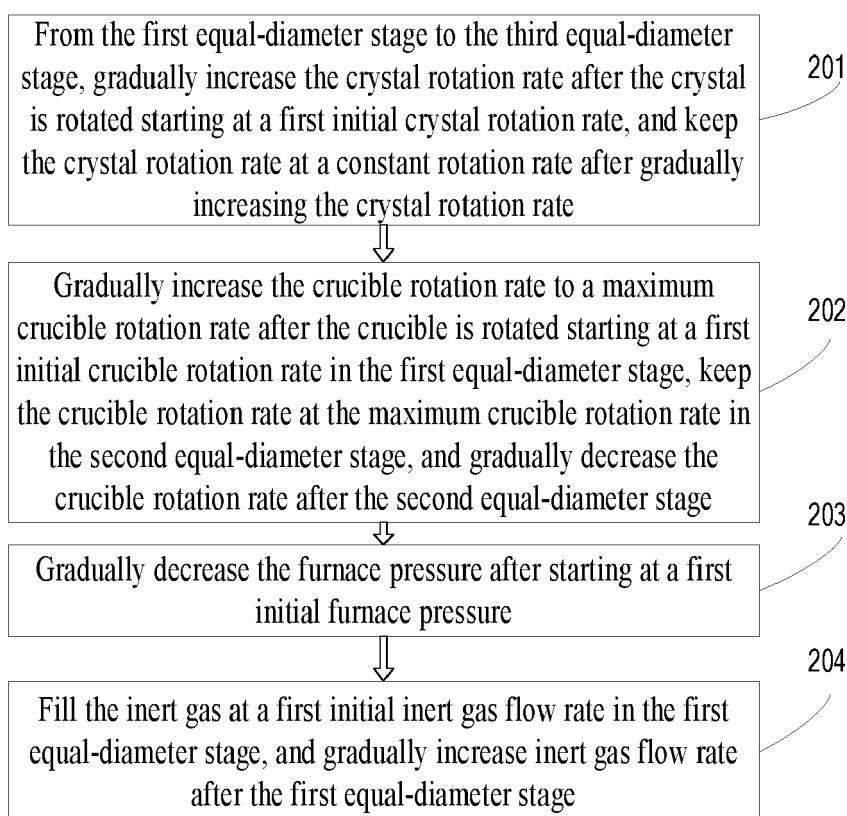 From the first equal-diameter stage to the third equal-diameter
stage, gradually increase the crystal rotation rate after the crystal
is rotated starting at a first initial crystal rotation rate, and keep
the crystal rotation rate at a constant rotation rate after gradually
increasing the crystal rotation rate
201
Gradually increase the crucible rotation rate to a maximum
crucible rotation rate after the crucible is rotated starting at a first
initial crucible rotation rate in the first equal-diameter stage, keep
the crucible rotation rate at the maximum crucible rotation rate in
the second equal-diameter stage, and gradually decrease the
crucible rotation rate after the second equal-diameter stage
202
Gradually decrease the furnace pressure after starting at a first
initial furnace pressure
203
Fill the inert gas at a first initial inert gas flow rate in the first
equal-diameter stage, and gradually increase inert gas flow rate
after the first equal-diameter stage
204